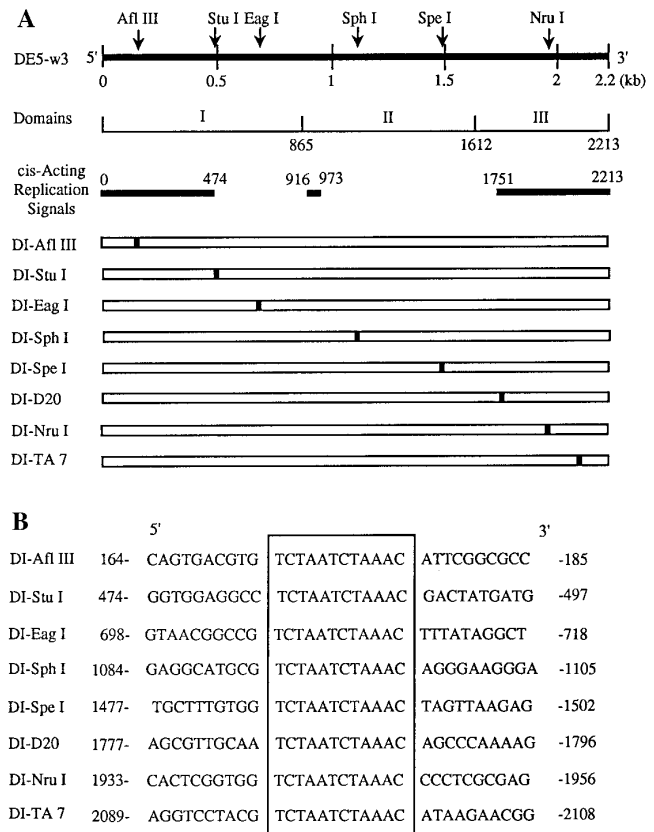 A
Afl III Stu I Eag I Sph I Spe I Nru I
DE5-w3 5' 3'
0 0.5 1 1.5 2 2.2 (kb)
Domains I II III
865 1612 2213
cis-Acting
Replication
Signals
0 474 916 973 1751 2213
DI-Afl III
DI-Stu I
DI-Eag I
DI-Sph I
DI-Spe I
DI-D20
DI-Nru I
DI-TA 7
B
5' 3'
DI-Afl III 164- CAGTGACGTG TCTAATCTAAAC ATTCGGCGCC -185
DI-Stu I 474- GGTGGAGGCC TCTAATCTAAAC GACTATGATG -497
DI-Eag I 698- GTAACGGCCG TCTAATCTAAAC TTTATAGGCT -718
DI-Sph I 1084- GAGGCATGCG TCTAATCTAAAC AGGGAAGGGA -1105
DI-Spe I 1477- TGCTTTGTGG TCTAATCTAAAC TAGTTAAGAG -1502
DI-D20 1777- AGCGTTGCAA TCTAATCTAAAC AGCCCAAAAG -1796
DI-Nru I 1933- CACTCGGTGG TCTAATCTAAAC CCCTCGCGAG -1956
DI-TA 7 2089- AGGTCCTACG TCTAATCTAAAC ATAAGAACGG -2108